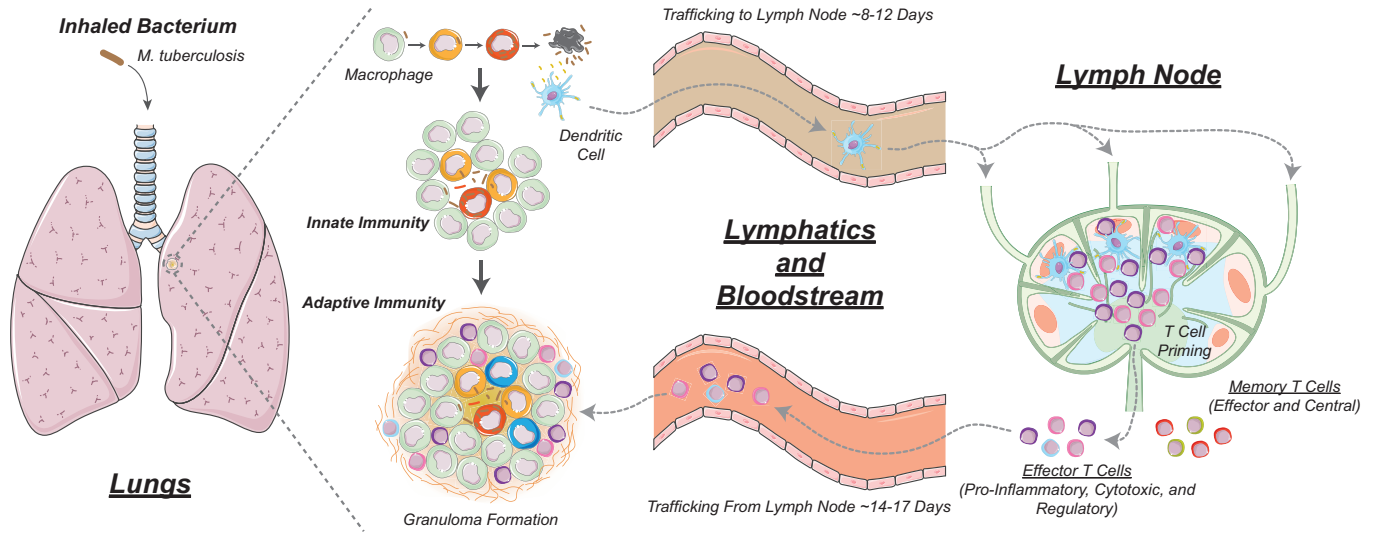 Inhaled Bacterium
M. tuberculosis
Lungs
Macrophage
Dendritic
Cell
Innate Immunity
Adaptive Immunity
Granuloma Formation
Trafficking to Lymph Node ~8-12 Days
Lymphatics
and
Bloodstream
Trafficking From Lymph Node ~14-17 Days
Lymph Node
T Cell
Priming
Memory T Cells
(Effector and Central)
Effector T Cells
(Pro-Inflammatory, Cytotoxic, and
Regulatory)